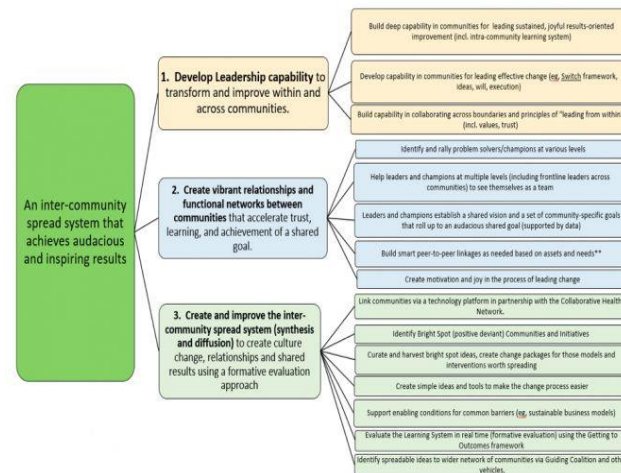 An inter-community
spread system that
achieves audacious
and inspiring results
1. Develop Leadership capability to
transform and improve within and
across communities.
Build deep capability in communities for leading sustained, joyful results-oriented
improvement (incl. intra-community learning system)
Develop capability in communities for leading effective change (eg. Switch framework,
ideas, will, execution)
Build capability in collaborating across boundaries and principles of "leading from within"
(incl. values, trust)
2. Create vibrant relationships and
functional networks between
communities that accelerate trust,
learning, and achievement of a shared
goal.
Identify and rally problem solvers/champions at various levels
Help leaders and champions at multiple levels (including frontline leaders across
communities) to see themselves as a team
Leaders and champions establish a shared vision and a set of community-specific goals
that roll up to an audacious shared goal (supported by data)
Build smart peer-to-peer linkages as needed based on assets and needs**
Create motivation and joy in the process of leading change
3. Create and improve the inter-
community spread system (synthesis
and diffusion) to create culture
change, relationships and shared
results using a formative evaluation
approach
Link communities via a technology platform in partnership with the Collaborative Health
Network.
Identify Bright Spot (positive deviant) Communities and Initiatives
Curate and harvest bright spot ideas, create change packages for those models and
interventions worth spreading
Create simple ideas and tools to make the change process easier
Support enabling conditions for common barriers (eg. sustainable business models)
Evaluate the Learning System in real time (formative evaluation) using the Getting to
Outcomes framework
Identify spreadable ideas to wider network of communities via Guiding Coalition and oth
vehicles.